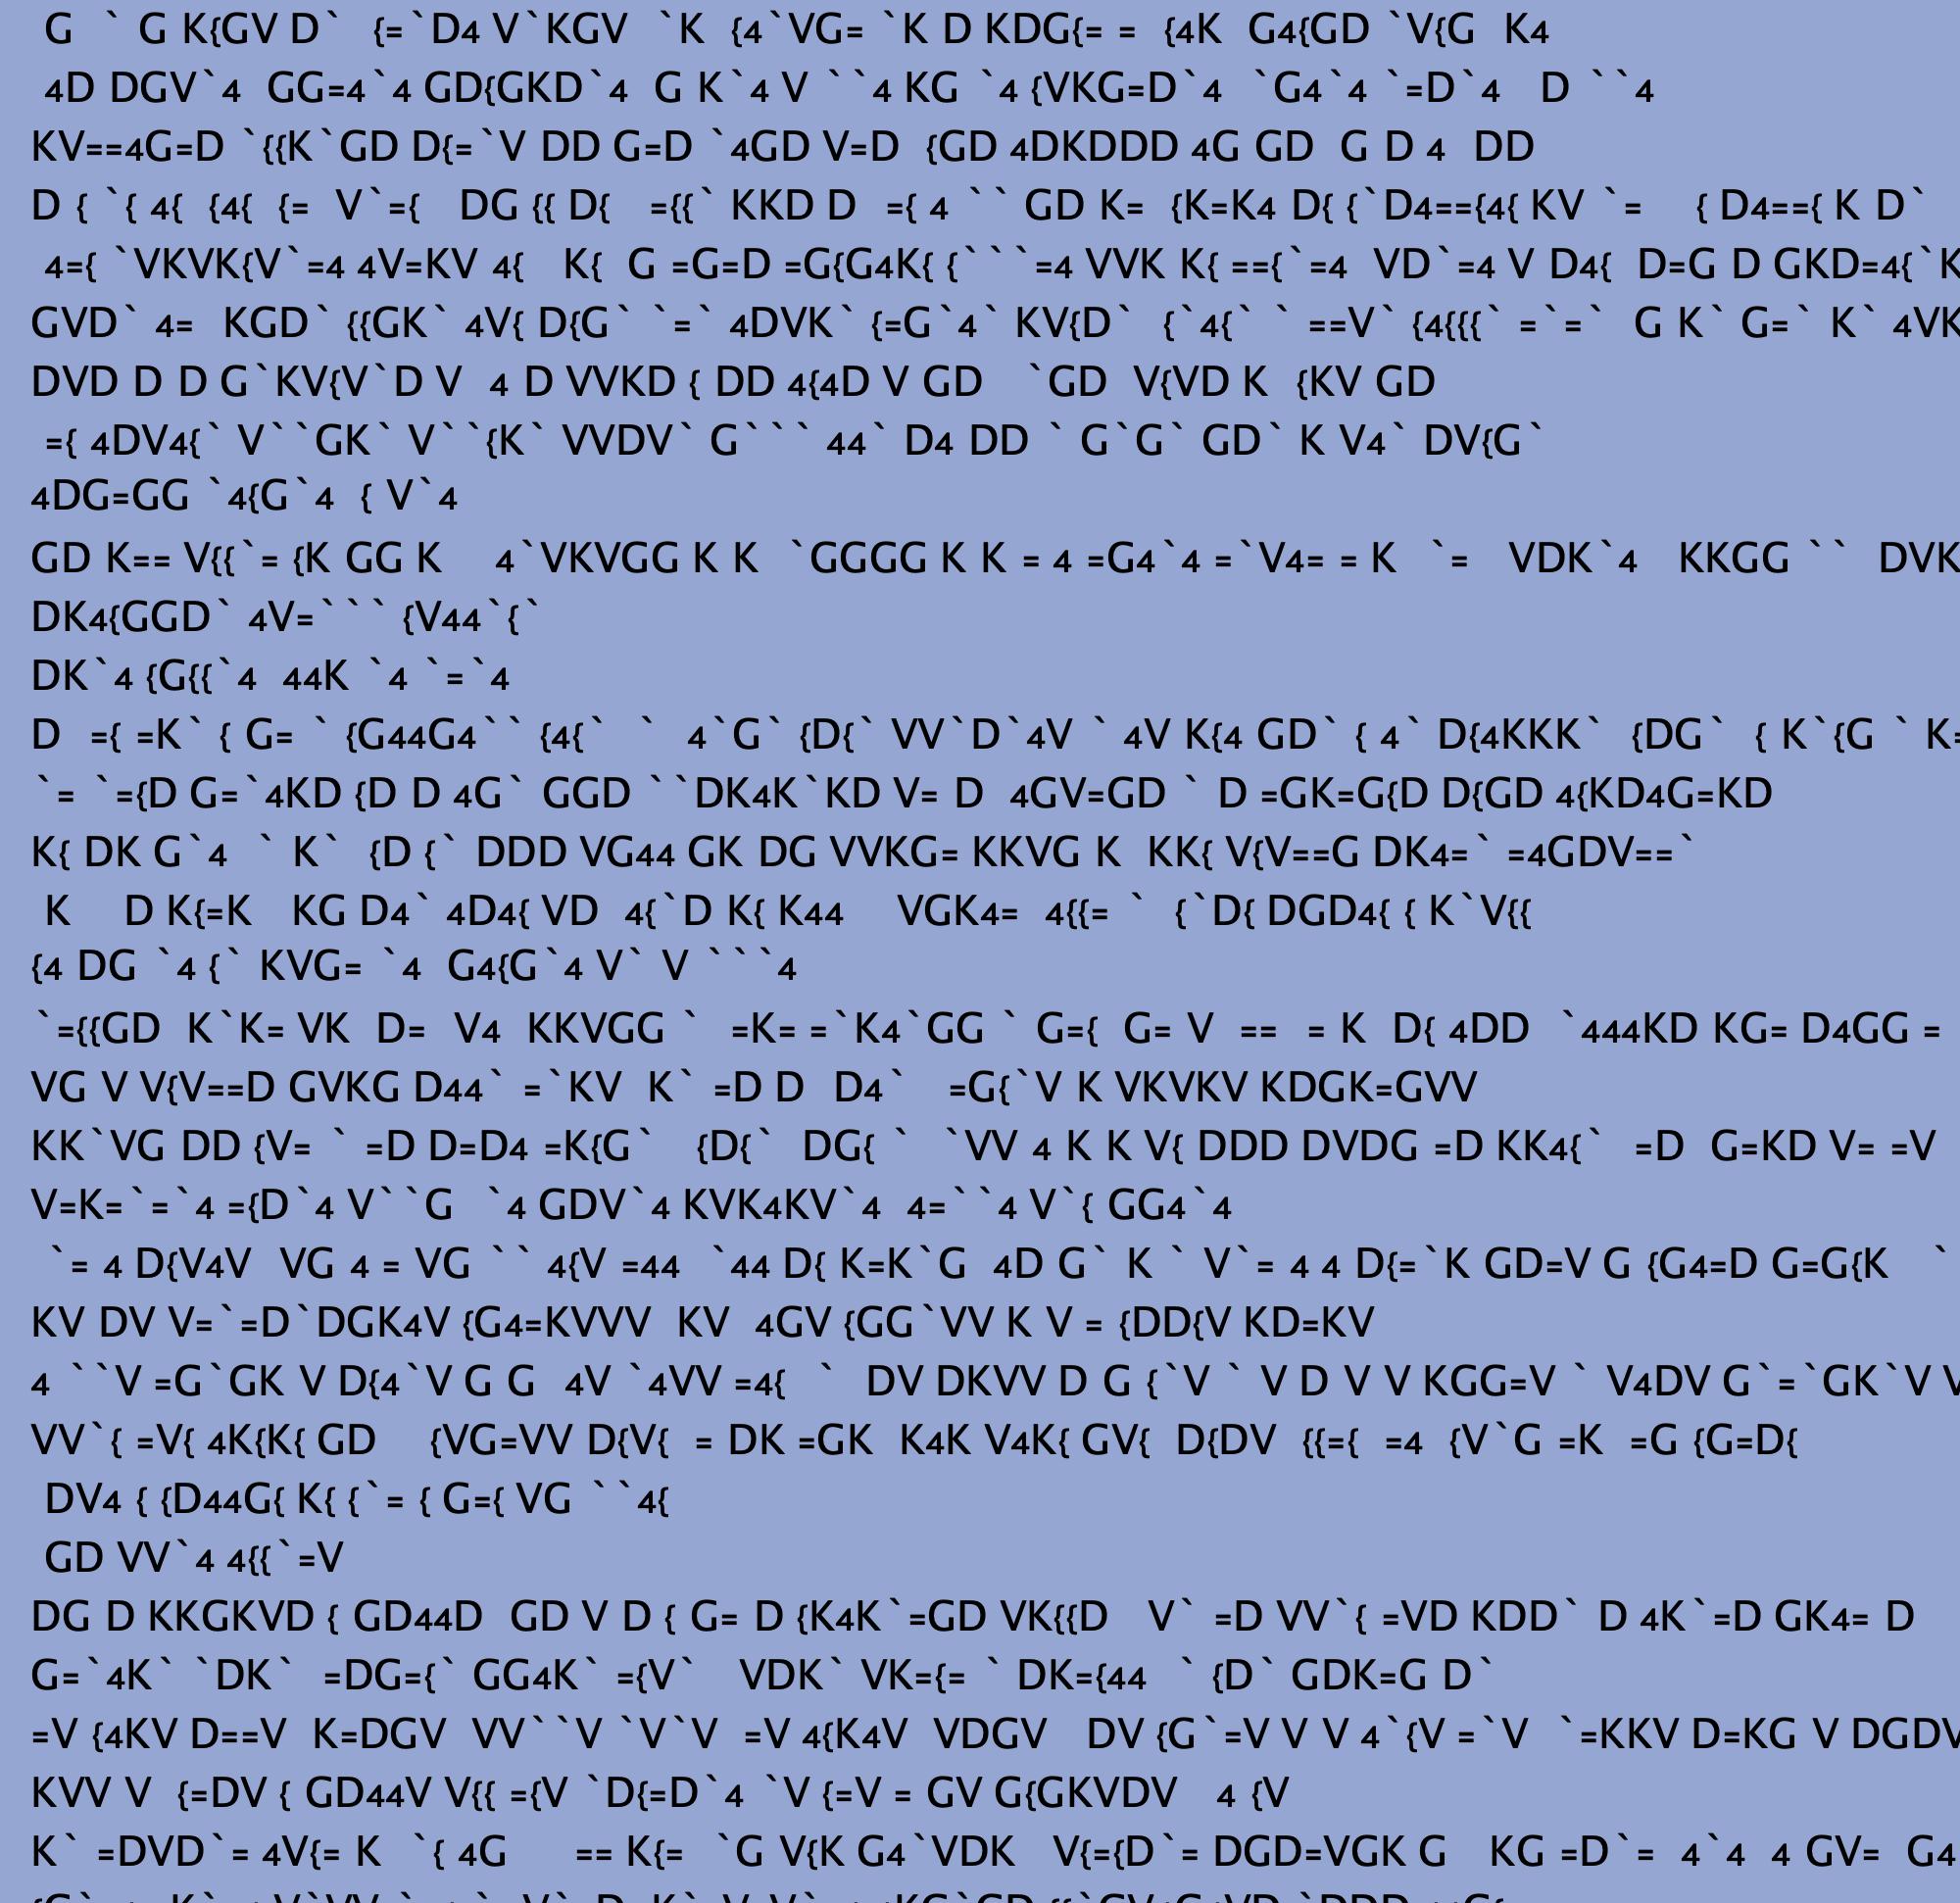 G ` G K{GV D` {=`D4 V`KGV `K {4`VG= `K D KDG{= = {4K G4{GD `V{G K4
4D DGV`4 GG=4`4 GD{GKD`4 G K`4 V ``4 KG `4 {VKG=D`4 `G4`4 `=D`4 D ``4
KV==4G=D `{{K`GD D{=`V DD G=D `4GD V=D {GD 4DKDDD 4G GD G D 4 DD
D { `{ 4{ {4{ {= V`={ DG {{ D{ ={{` KKD D ={ 4 `` GD K= {K=K4 D{ {`D4=={4{ KV `= { D4=={ K D`
4={ `VKVK{V`=4 4V=KV 4{ K{ G =G=D =G{G4K{ {```=4 VVK K{ =={`=4 VD`=4 V D4{ D=G D GKD=4{`K
GVD` 4= KGD` {{GK` 4V{ D{G` `=` 4DVK` {=G`4` KV{D` {`4{` ` ==V` {4{{{` =`=` G K` G=` K` 4VK
DVD D D G`KV{V`D V 4 D VVKD { DD 4{4D V GD `GD V{VD K {KV GD
={ 4DV4{` V``GK` V``{K` VVDV` G``` 44` D4 DD ` G`G` GD` K V4` DV{G`
4DG=GG `4{G`4 { V`4
GD K== V{{`= {K GG K 4`VKVGG K K `GGGG K K = 4 =G4`4 =`V4= = K `= VDK`4 KKGG `` DVK
DK4{GGD` 4V=``` {V44`{`
DK`4 {G{{`4 44K `4 `=`4
D ={ =K` { G= ` {G44G4`` {4{` ` 4`G` {D{` VV`D`4V ` 4V K{4 GD` { 4` D{4KKK` {DG` { K`{G ` K=
`= `={D G=`4KD {D D 4G` GGD ``DK4K`KD V= D 4GV=GD ` D =GK=G{D D{GD 4{KD4G=KD
K{ DK G`4 ` K` {D {` DDD VG44 GK DG VVKG= KKVG K KK{ V{V==G DK4=` =4GDV==`
K D K{=K KG D4` 4D4{ VD 4{`D K{ K44 VGK4= 4{{= ` {`D{ DGD4{ { K`V{{
{4 DG `4 {` KVG= `4 G4{G`4 V` V ```4
`={{GD K`K= VK D= V4 KKVGG ` =K= =`K4`GG ` G={ G= V == = K D{ 4DD `444KD KG= D4GG =
VG V V{V==D GVKG D44` =`KV K` =D D D4` =G{`V K VKVKV KDGK=GVV
KK`VG DD {V= ` =D D=D4 =K{G` {D{` DG{ ` `VV 4 K K V{ DDD DVDG =D KK4{` =D G=KD V= =V
V=K=`=`4 ={D`4 V``G `4 GDV`4 KVK4KV`4 4=``4 V`{ GG4`4
`= 4 D{V4V VG 4 = VG `` 4{V =44 `44 D{ K=K`G 4D G` K ` V`= 4 4 D{=`K GD=V G {G4=D G=G{K `
KV DV V=`=D`DGK4V {G4=KVVV KV 4GV {GG`VV K V = {DD{V KD=KV
4 ``V =G`GK V D{4`V G G 4V `4VV =4{ ` DV DKVV D G {`V ` V D V V KGG=V ` V4DV G`=`GK`V V
VV`{ =V{ 4K{K{ GD {VG=VV D{V{ = DK =GK K4K V4K{ GV{ D{DV {{={ =4 {V`G =K =G {G=D{
DV4 { {D44G{ K{ {`= { G={ VG ``4{
GD VV`4 4{{`=V
DG D KKGKVD { GD44D GD V D { G= D {K4K`=GD VK{{D V` =D VV`{ =VD KDD` D 4K`=D GK4= D
G=`4K` `DK` =DG={` GG4K` ={V` VDK` VK={= ` DK={44 ` {D` GDK=G D`
=V {4KV D==V K=DGV VV``V `V`V =V 4{K4V VDGV DV {G`=V V V 4`{V =`V `=KKV D=KG V DGDV
KVV V {=DV { GD44V V{{ ={V `D{=D`4 `V {=V = GV G{GKVDV 4 {V
K` =DVD`= 4V{= K `{ 4G == K{= `G V{K G4`VDK V{={D`= DGD=VGK G KG =D`= 4`4 4 GV= G4